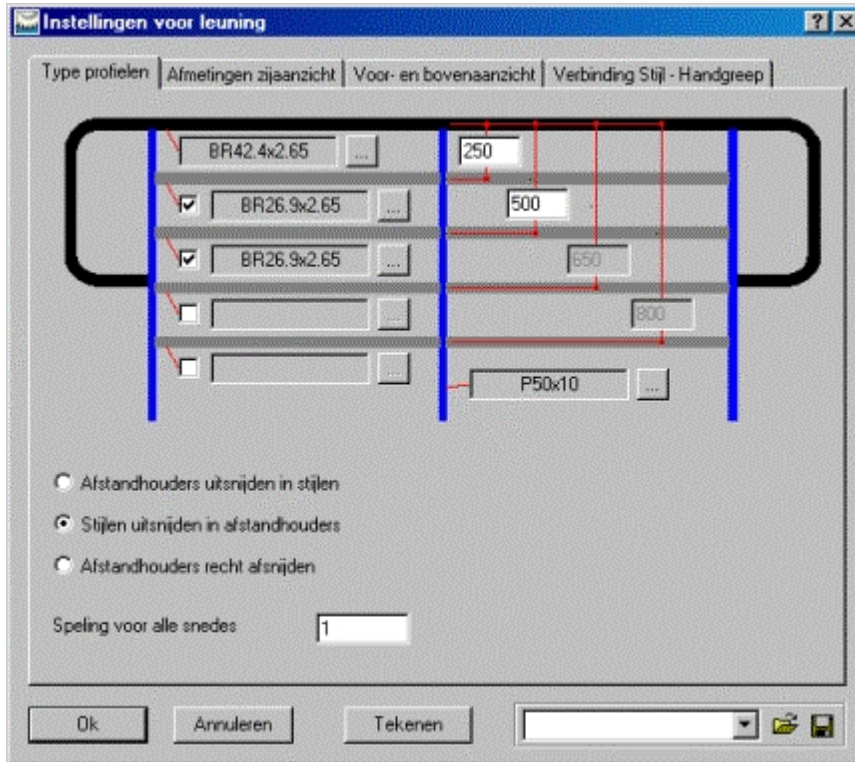 Instellingen voor leuning
Type profielen
Afmetingen zijaanzicht
Voor- en bovenaanzicht
Verbinding Stijl - Handgreep
BR42.4x2.65
...
250
BR26.9x2.65
...
500
BR26.9x2.65
...
650
...
800
...
P50x10
...
Afstandhouders uitsnijden in stijlen
Stijlen uitsnijden in afstandhouders
Afstandhouders recht afsnijden
Speling voor alle snedes
1
Ok
Annuleren
Tekenen